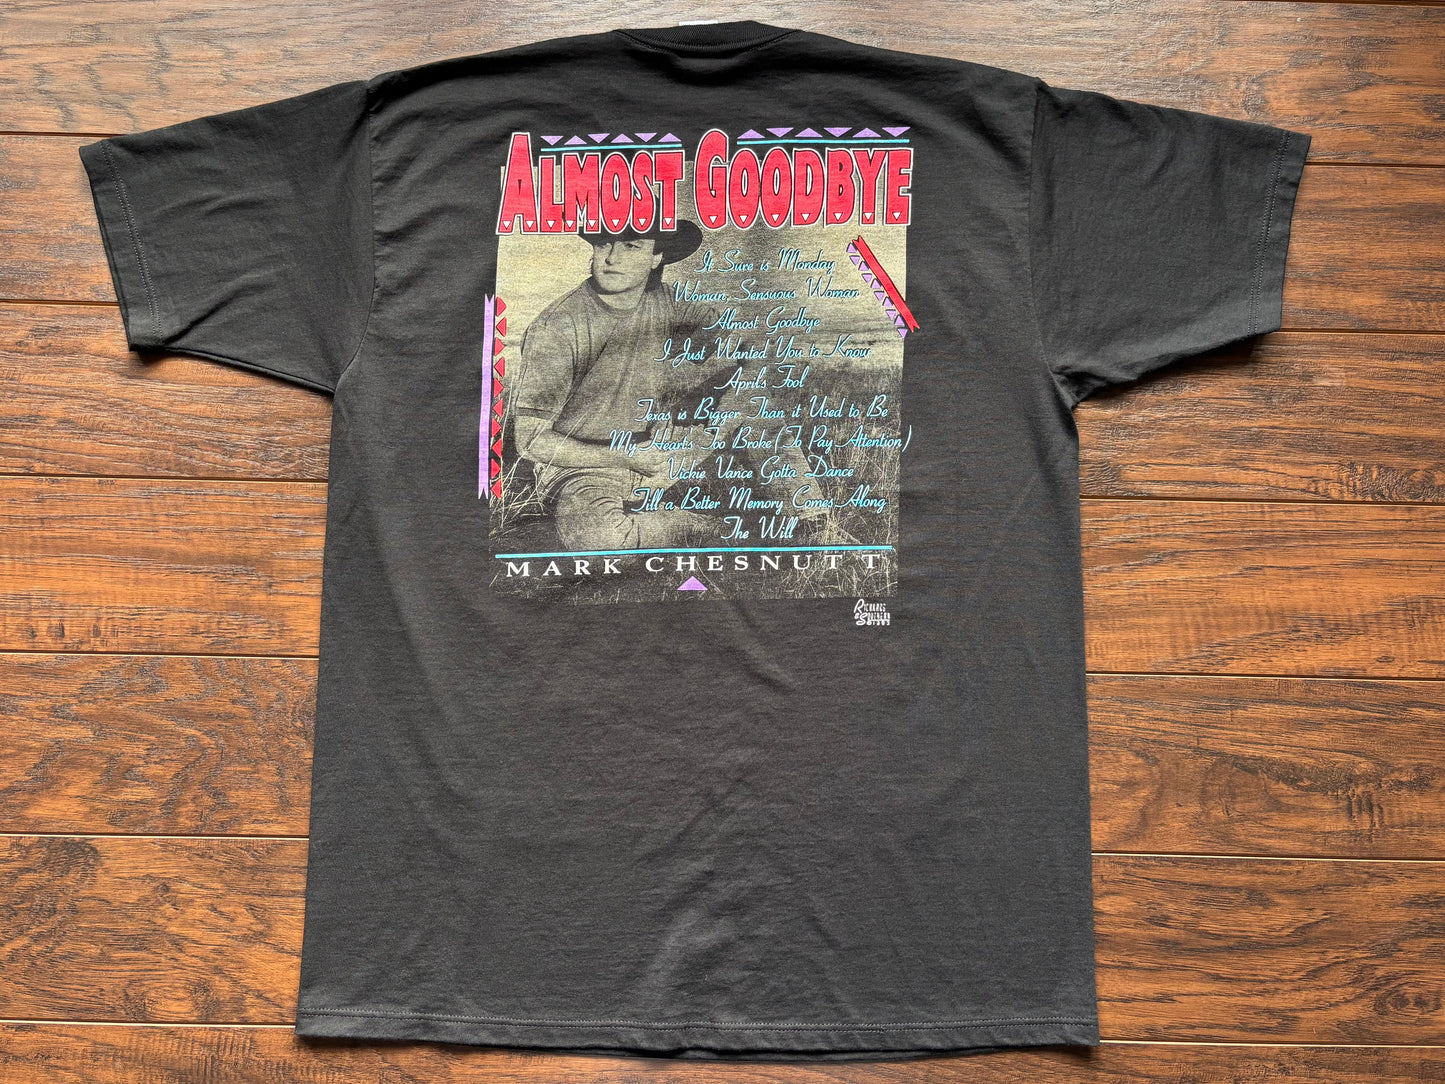 ALMOST GOODBYE
It Sure is Monday
Woman, Sensuous Woman
Almost Goodbye
I Just Wanted You to Know
April's Fool
Texas is Bigger Than it Used to Be
My Heart's Too Broke (To Pay Attention)
Vickie Vance Gotta Dance
Till a Better Memory Comes Along
The Will
MARK CHESNUTT
RICHARDS
& SOUTHERN